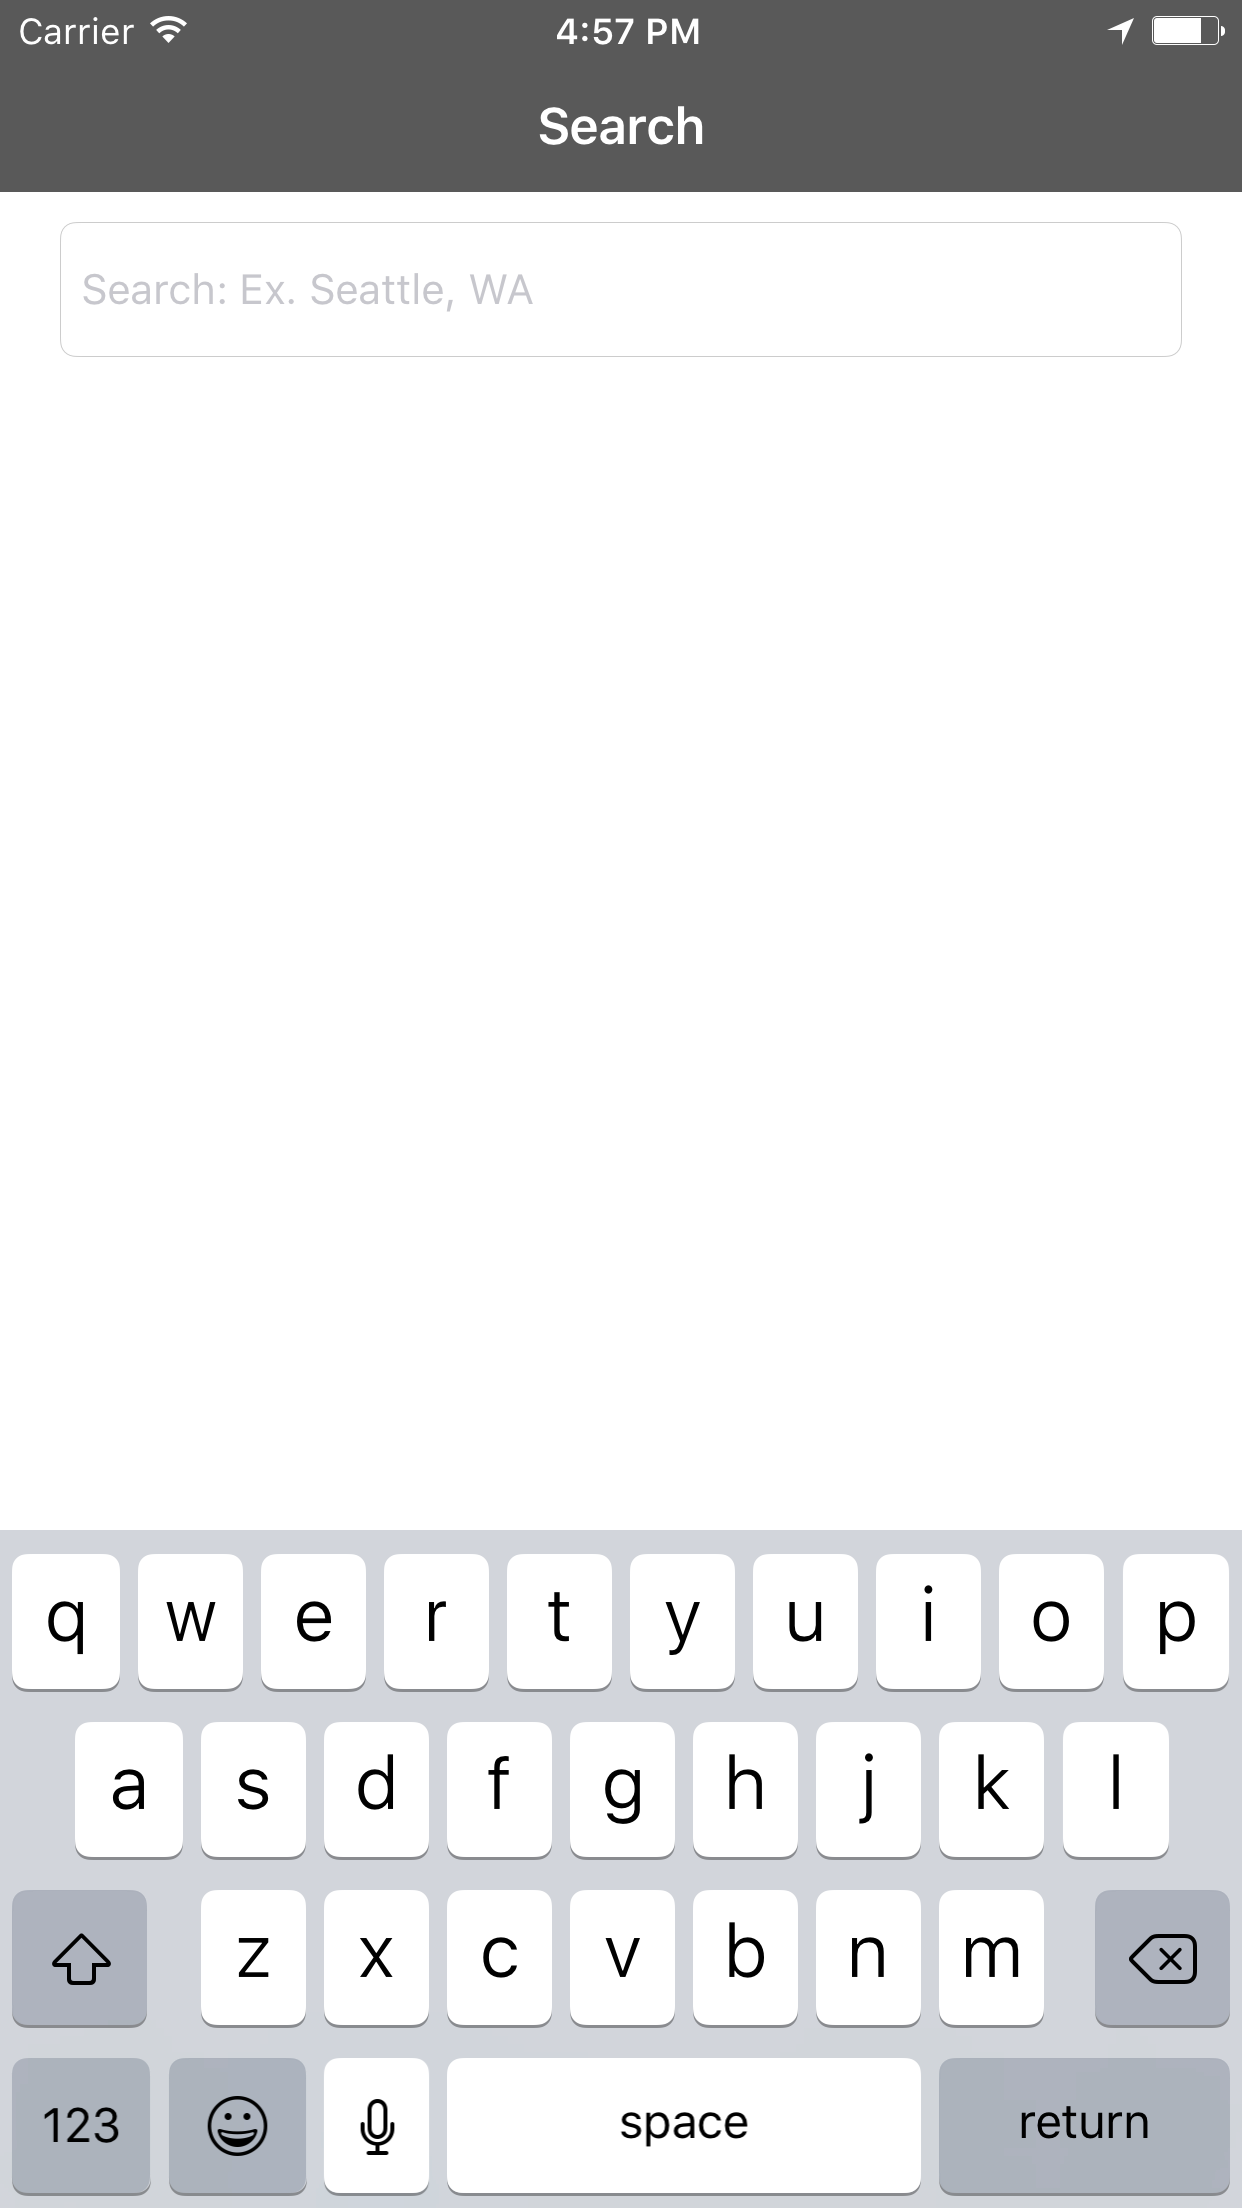 Carrier 4:57 PM
Search
Search: Ex. Seattle, WA
q w e r t y u i o p
a s d f g h j k l
z x c v b n m
123 space return